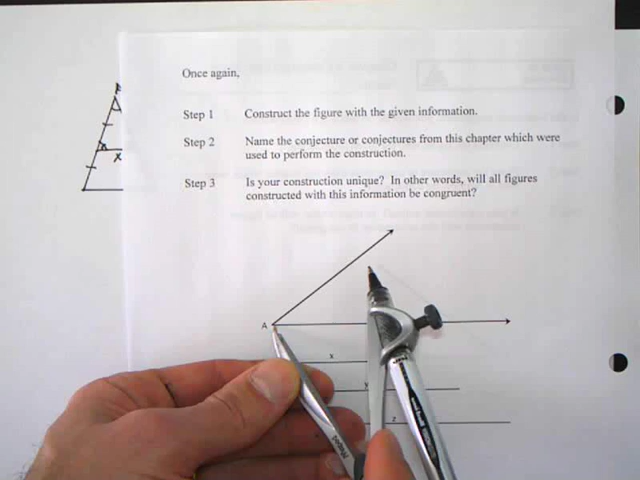 Once again,
Step 1 Construct the figure with the given information.
Step 2 Name the conjecture or conjectures from this chapter which were
used to perform the construction.
Step 3 Is your construction unique? In other words, will all figures
constructed with this information be congruent?
A
x
X
y
z